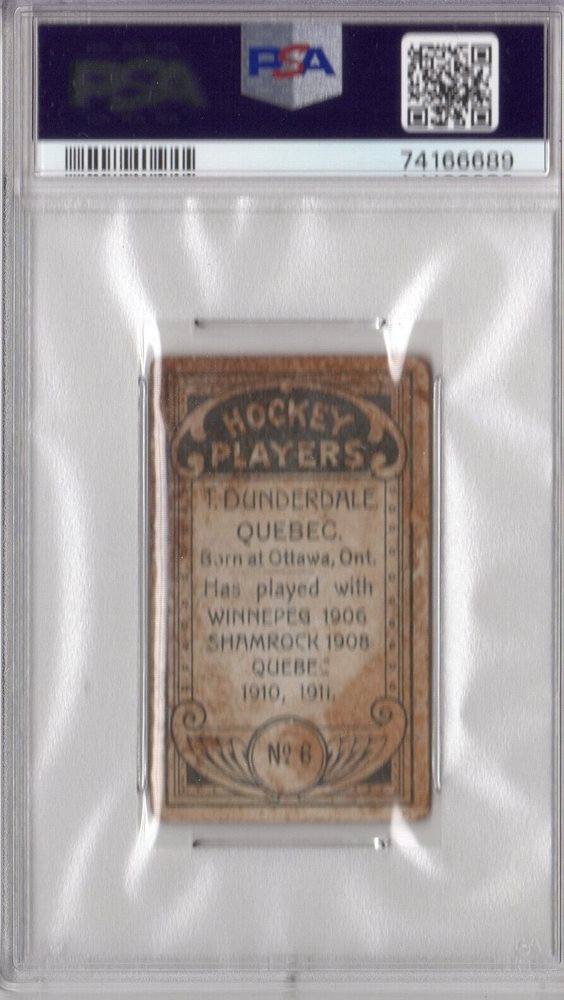 PSA
PSA
74166689
HOCKEY
PLAYERS
T. DUNDERDALE
QUEBEC.
Born at Ottawa, Ont.
Has played with
WINNEPEG 1906
SHAMROCK 1908
QUEBEC
1910, 1911.
Nº 6